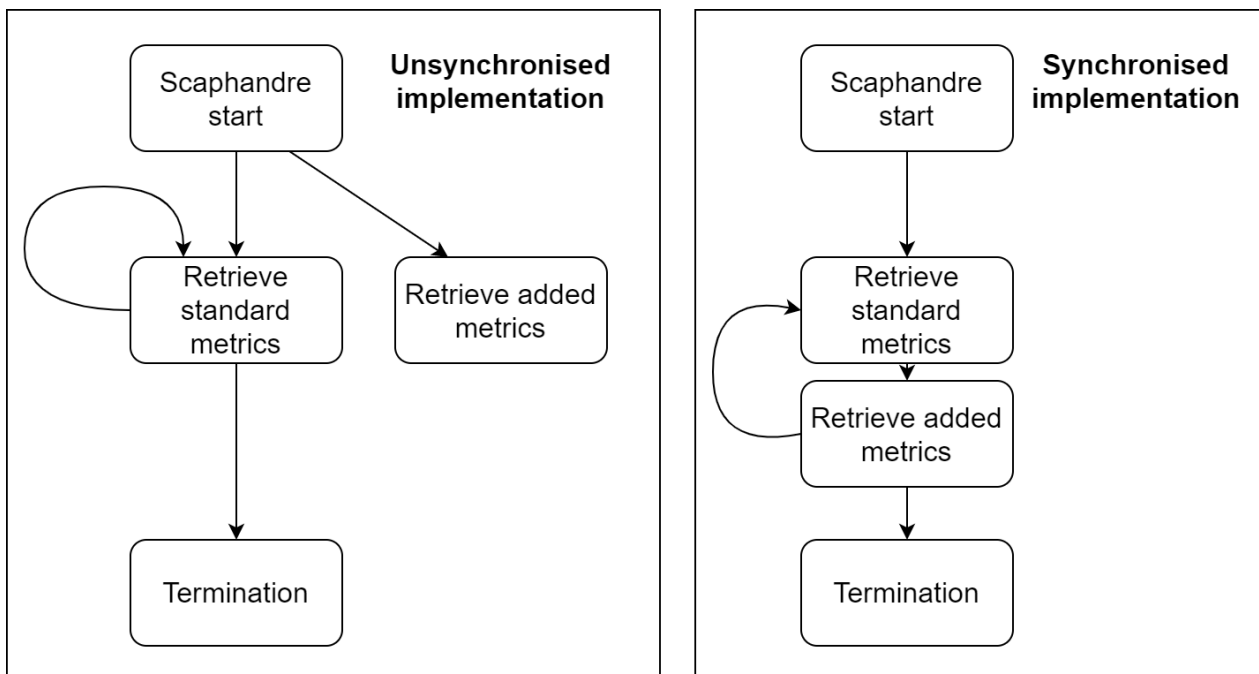 Scaphandre
start
Unsynchronised
implementation
Retrieve
standard
metrics
Retrieve added
metrics
Termination
Scaphandre
start
Synchronised
implementation
Retrieve
standard
metrics
Retrieve added
metrics
Termination